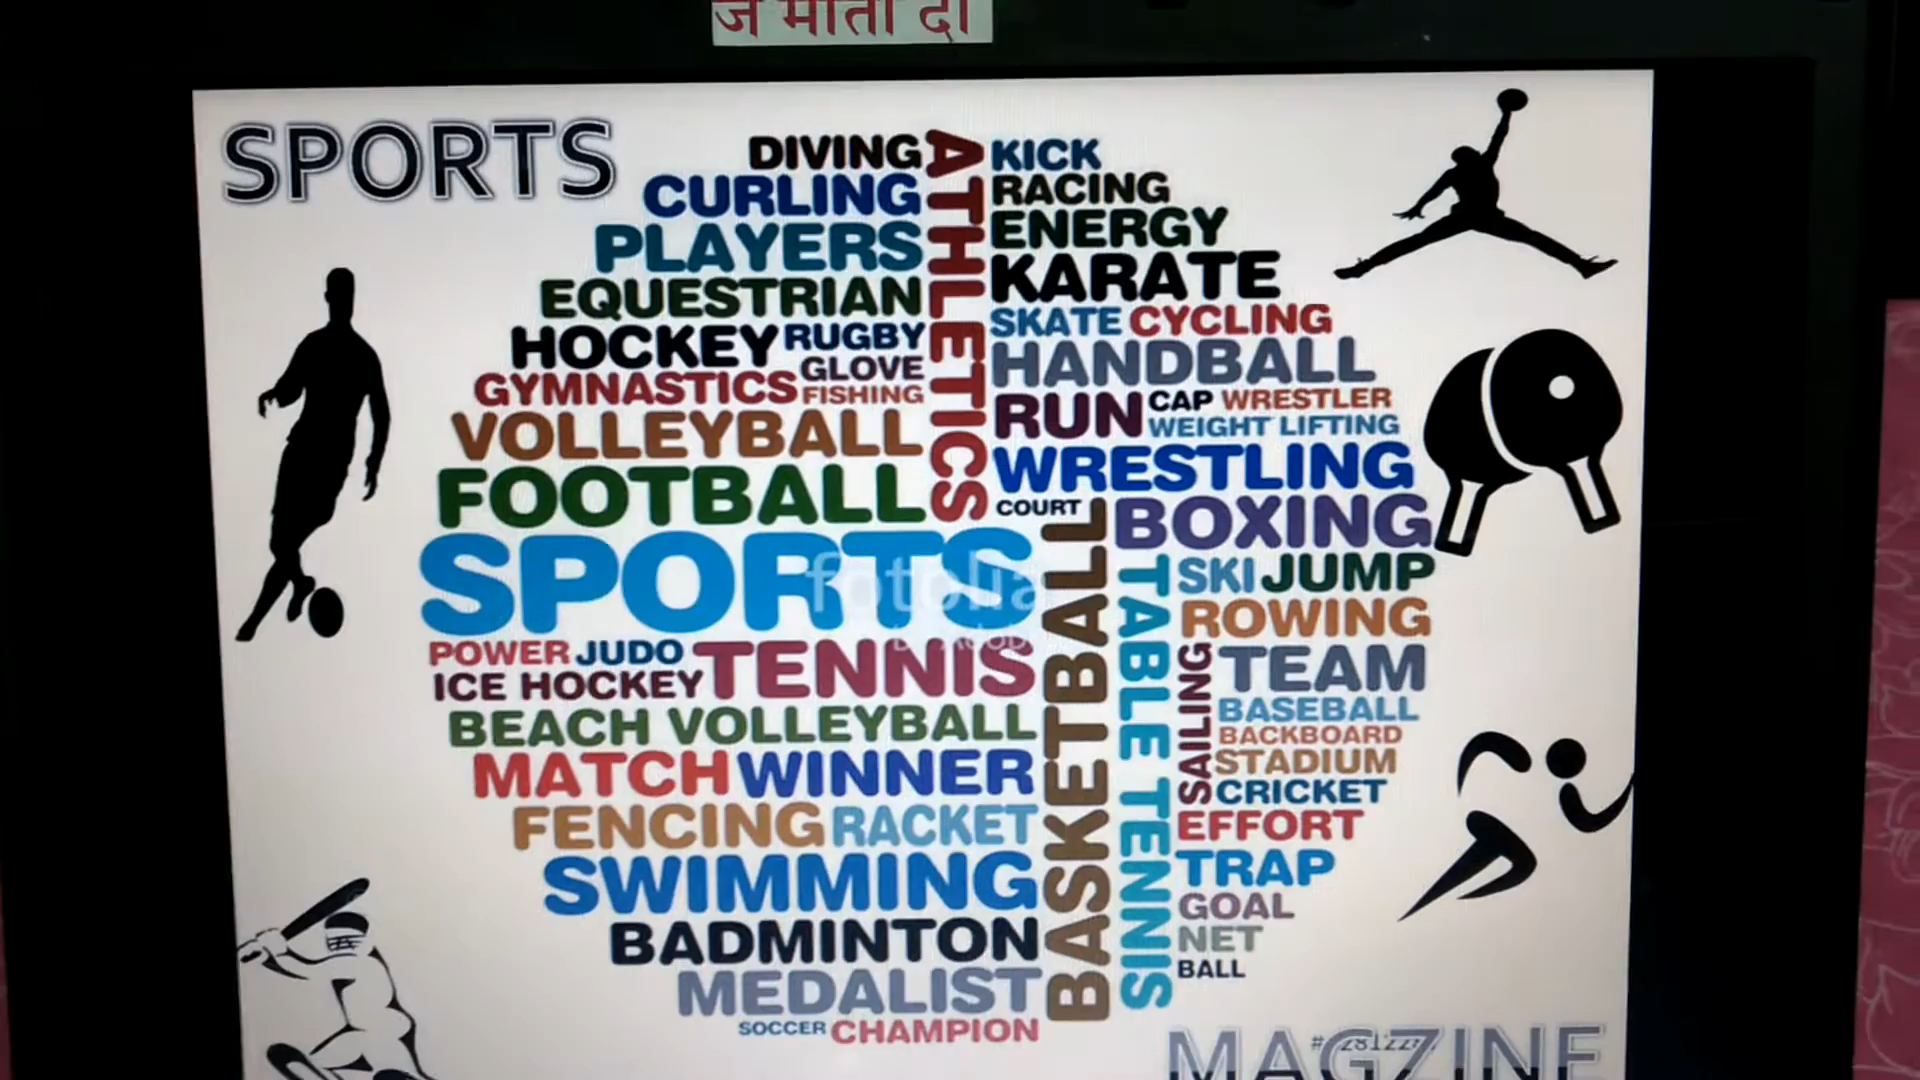 जै माता दी
SPORTS
DIVING
CURLING
PLAYERS
EQUESTRIAN
HOCKEY RUGBY
GLOVE
GYMNASTICS FISHING
VOLLEYBALL
FOOTBALL
ATHLETICS
KICK
RACING
ENERGY
KARATE
SKATE CYCLING
HANDBALL
RUN CAP WRESTLER
WEIGHT LIFTING
WRESTLING
COURT
BOXING
SPORTS
fotolia
POWER JUDO TENNIS
ICE HOCKEY
BEACH VOLLEYBALL
MATCH WINNER
FENCING RACKET
SWIMMING
BADMINTON
MEDALIST
SOCCER CHAMPION
BASKETBALL
TABLE TENNIS
SKI JUMP
ROWING
SAILING
TEAM
BASEBALL
BACKBOARD
STADIUM
CRICKET
EFFORT
TRAP
GOAL
NET
BALL
MAGZINE